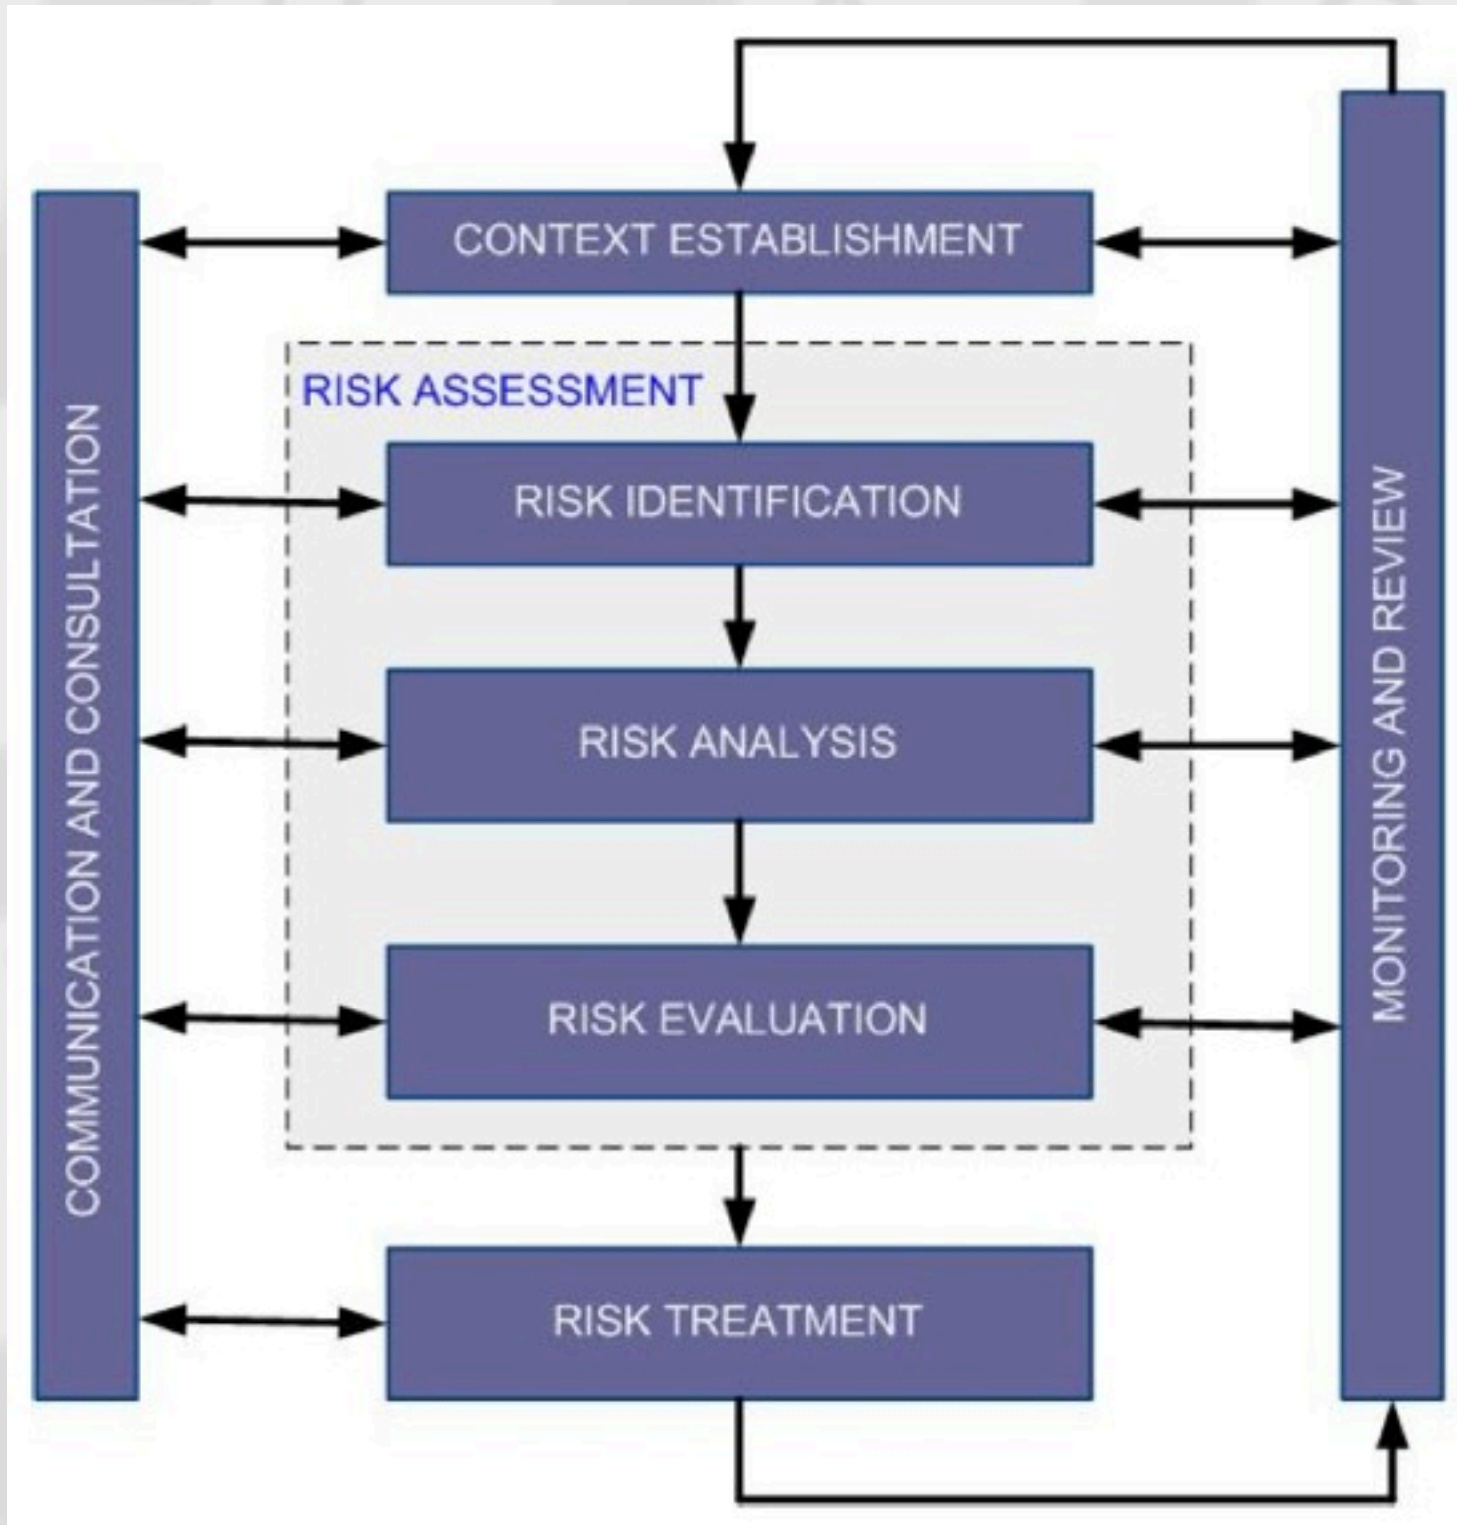 CONTEXT ESTABLISHMENT
RISK ASSESSMENT
RISK IDENTIFICATION
RISK ANALYSIS
RISK EVALUATION
RISK TREATMENT
COMMUNICATION AND CONSULTATION
MONITORING AND REVIEW